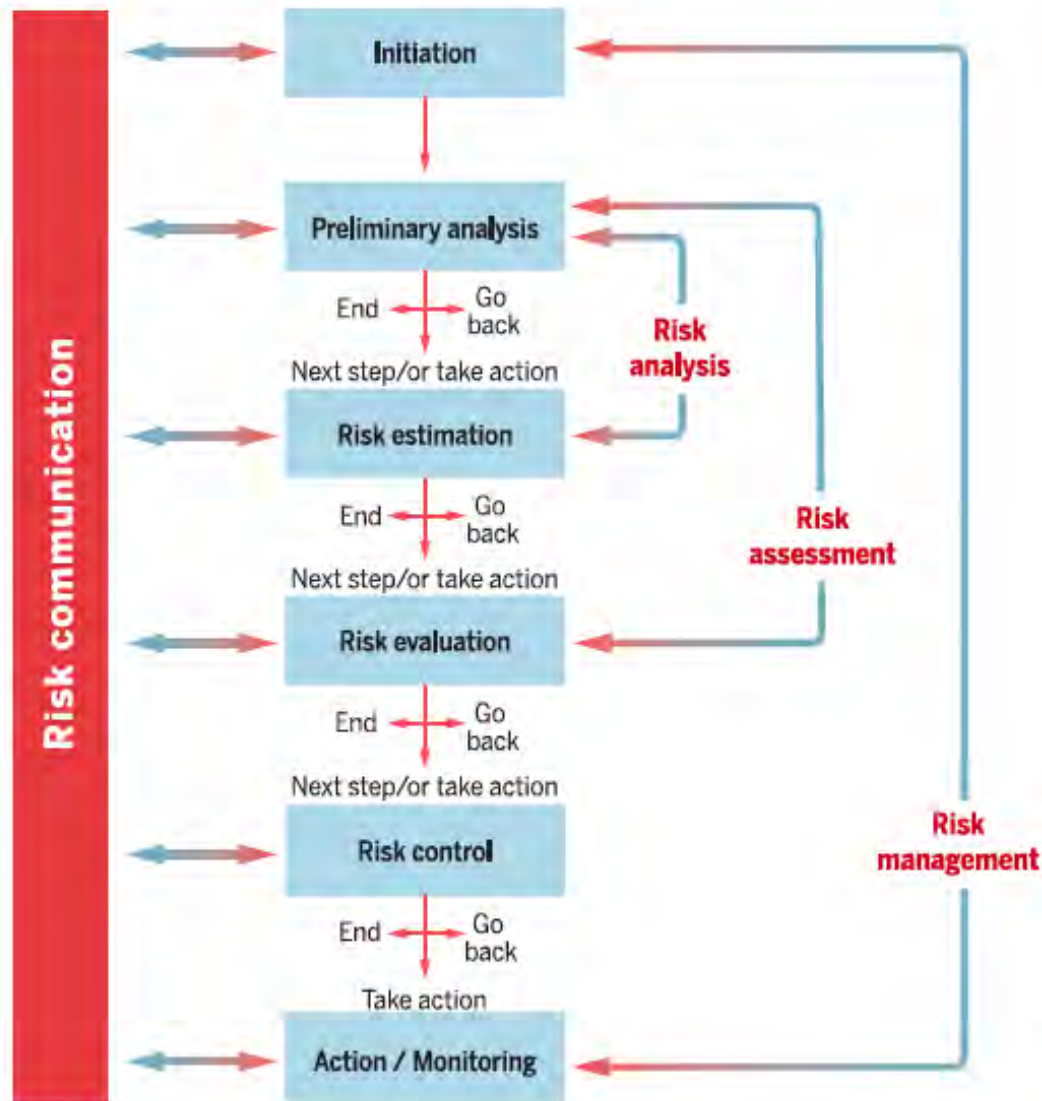 Risk communication
Initiation
Preliminary analysis
End
Go
back
Next step/or take action
Risk
analysis
Risk estimation
End
Go
back
Risk
assessment
Next step/or take action
Risk evaluation
End
Go
back
Next step/or take action
Risk control
Risk
management
End
Go
back
Take action
Action / Monitoring